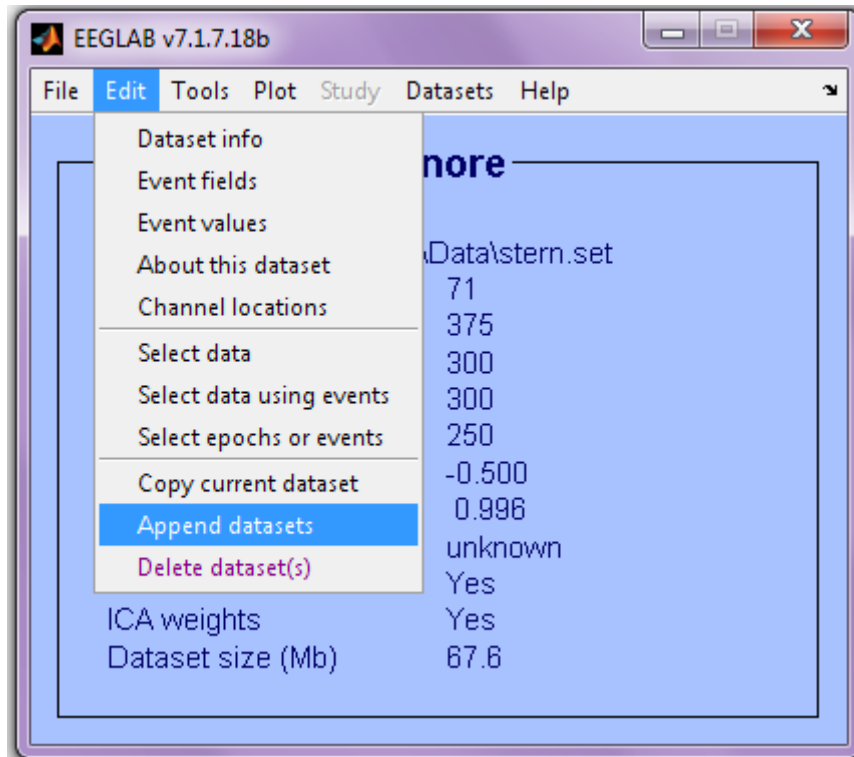 EEGLAB v7.1.7.18b
File Edit Tools Plot Study Datasets Help
Dataset info
Event fields
Event values
About this dataset
Channel locations
Select data
Select data using events
Select epochs or events
Copy current dataset
Append datasets
Delete dataset(s)
nore
\Data\stern.set
71
375
300
300
250
-0.500
0.996
unknown
Yes
ICA weights Yes
Dataset size (Mb) 67.6